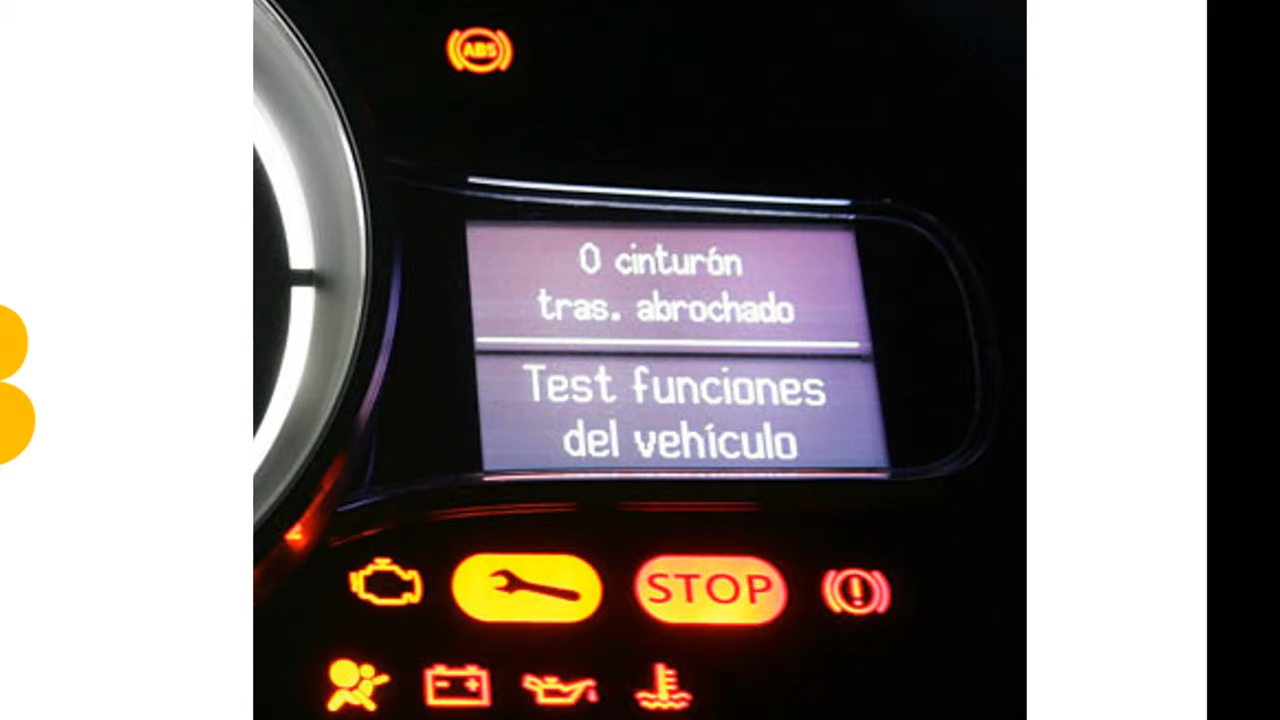 ABS
0 cinturón
tras. abrochado
Test funciones
del vehículo
STOP